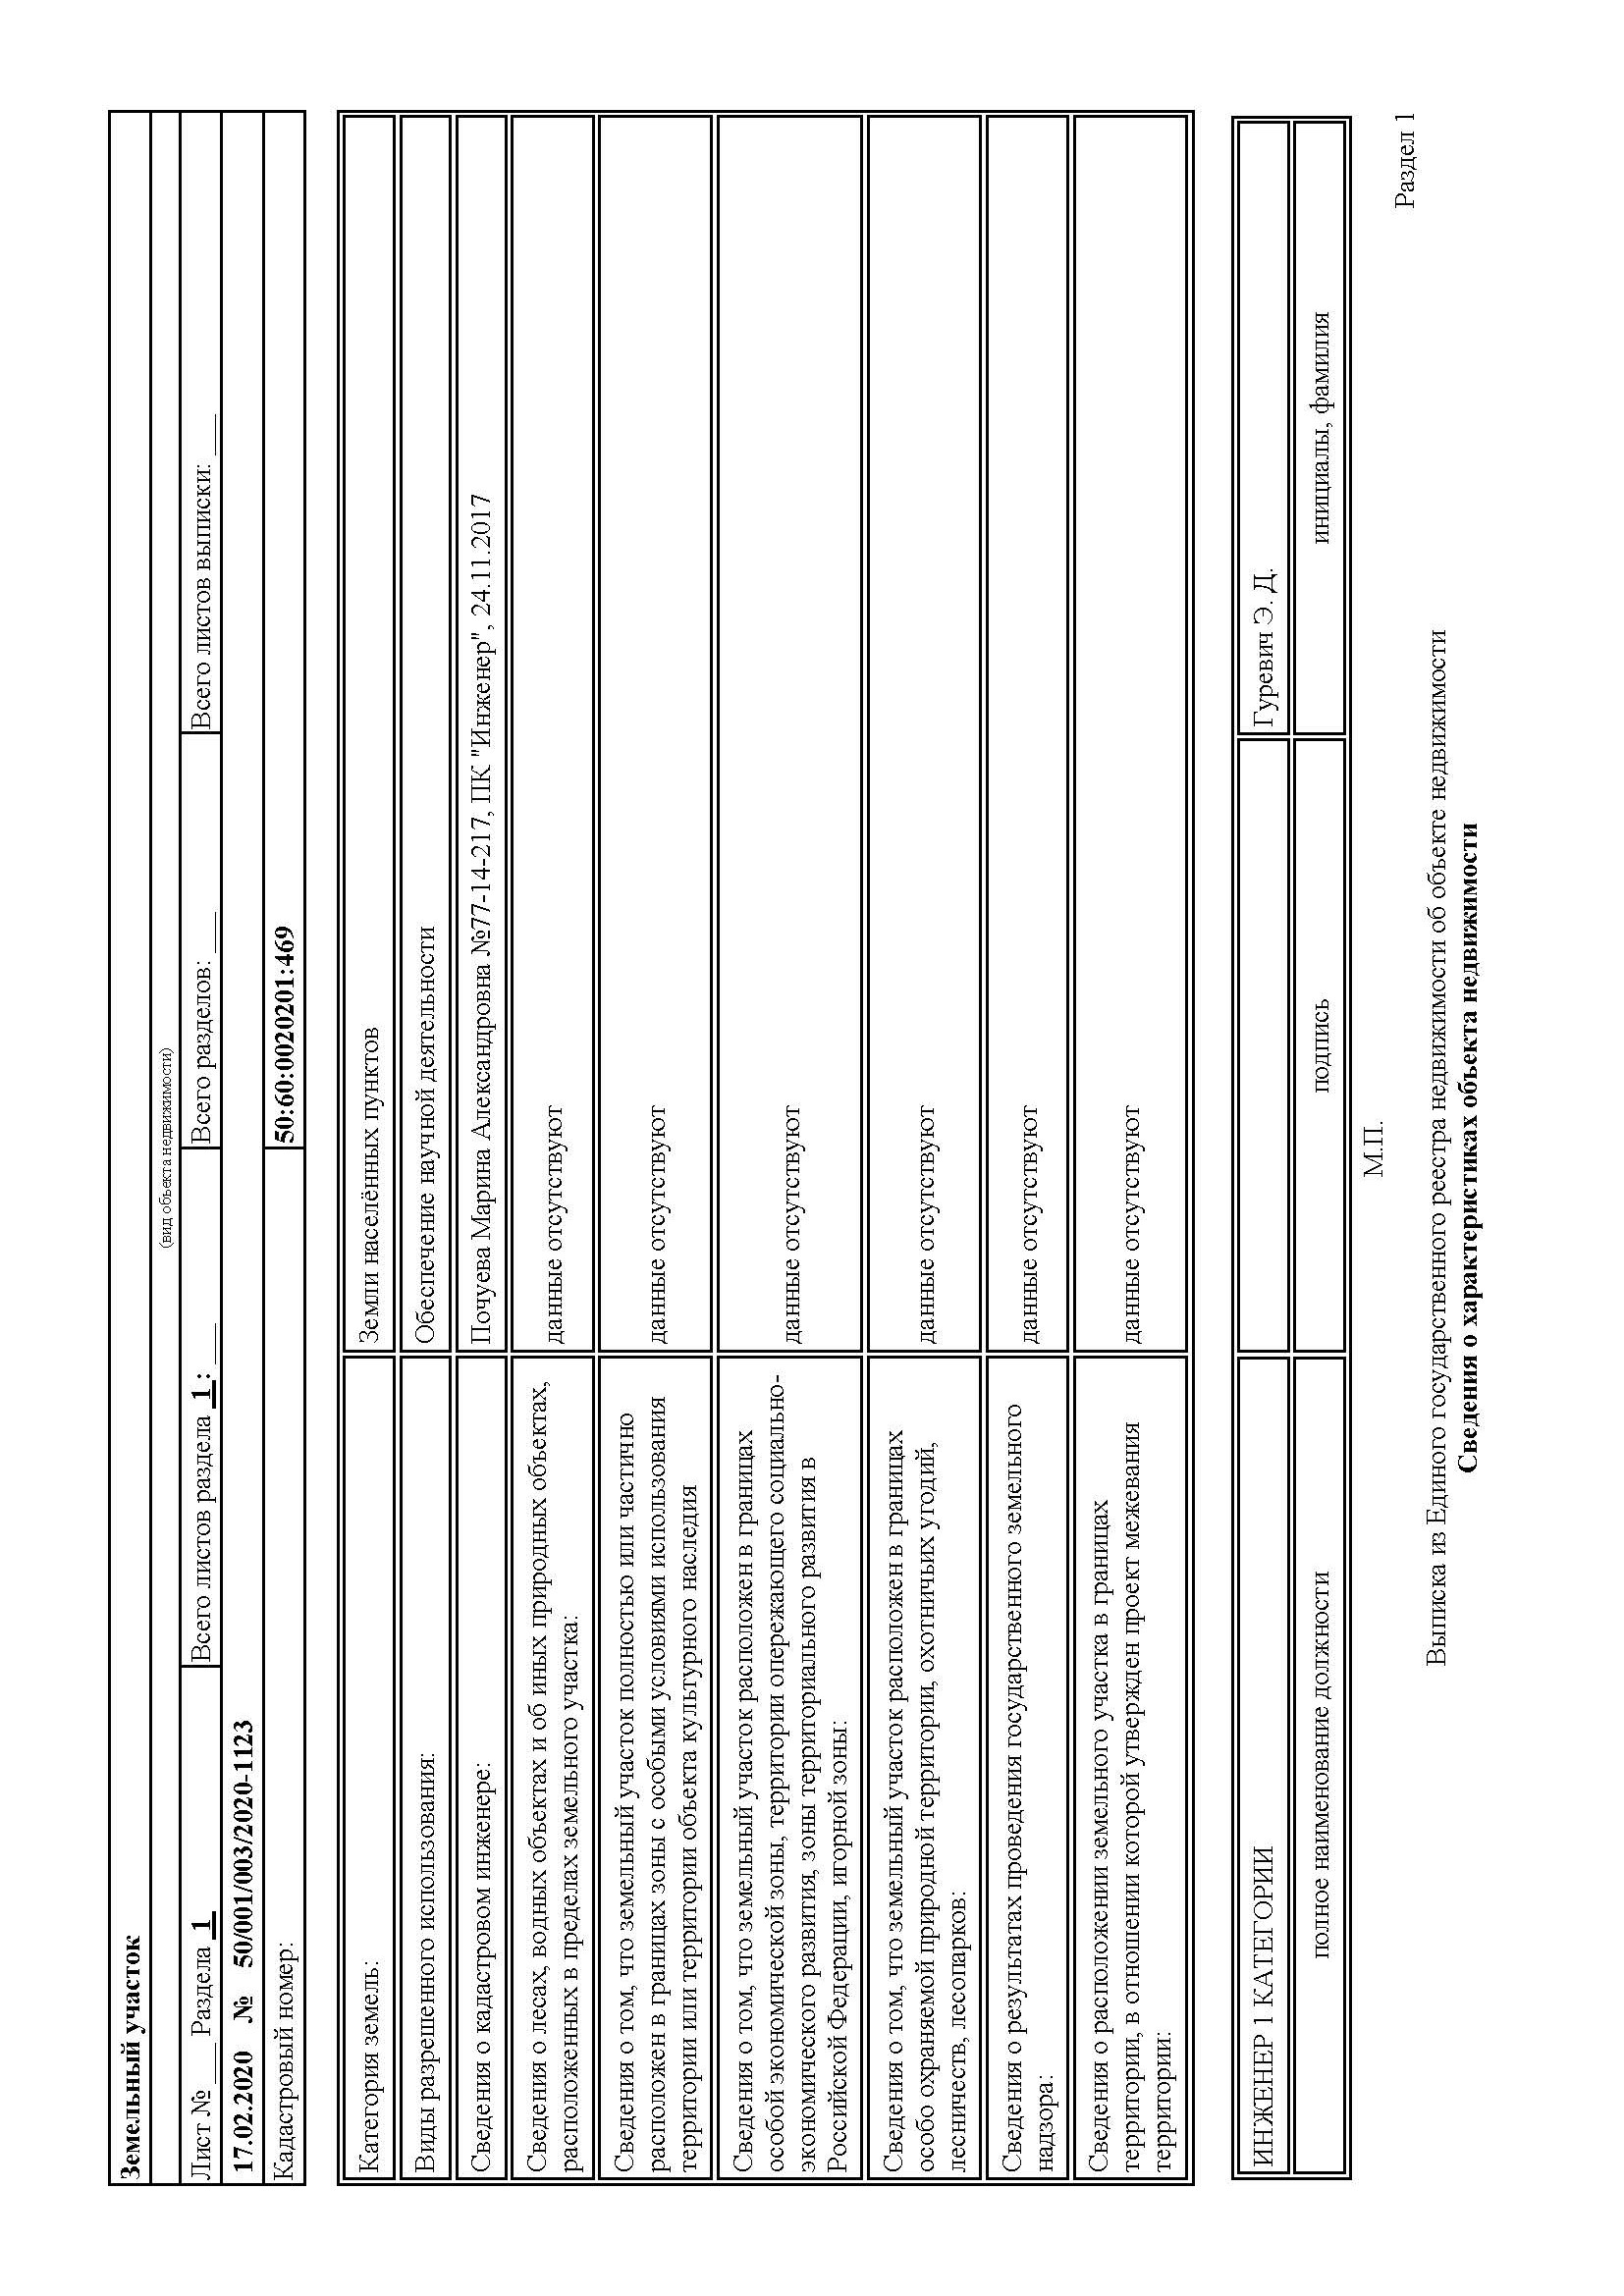 Земельный участок
(вид объекта недвижимости)
Лист № ___ Раздела 1 Всего листов раздела 1 : ___ Всего разделов: ___ Всего листов выписки: ___
17.02.2020 № 50/001/003/2020-1123
Кадастровый номер: 50:60:0020201:469
Категория земель: Земли населённых пунктов
Виды разрешенного использования: Обеспечение научной деятельности
Сведения о кадастровом инженере: Почуева Марина Александровна №77-14-217, ПК "Инженер", 24.11.2017
Сведения о лесах, водных объектах и об иных природных объектах,
расположенных в пределах земельного участка:
данные отсутствуют
Сведения о том, что земельный участок полностью или частично
расположен в границах зоны с особыми условиями использования
территории или территории объекта культурного наследия
данные отсутствуют
Сведения о том, что земельный участок расположен в границах
особой экономической зоны, территории опережающего социально-
экономического развития, зоны территориального развития в
Российской Федерации, игорной зоны:
данные отсутствуют
Сведения о том, что земельный участок расположен в границах
особо охраняемой природной территории, охотничьих угодий,
лесничеств, лесопарков:
данные отсутствуют
Сведения о результатах проведения государственного земельного
надзора:
данные отсутствуют
Сведения о расположении земельного участка в границах
территории, в отношении которой утвержден проект межевания
территории:
данные отсутствуют
ИНЖЕНЕР 1 КАТЕГОРИИ Гуревич Э. Д.
полное наименование должности подпись инициалы, фамилия
М.П.
Раздел 1
Выписка из Единого государственного реестра недвижимости об объекте недвижимости
Сведения о характеристиках объекта недвижимости